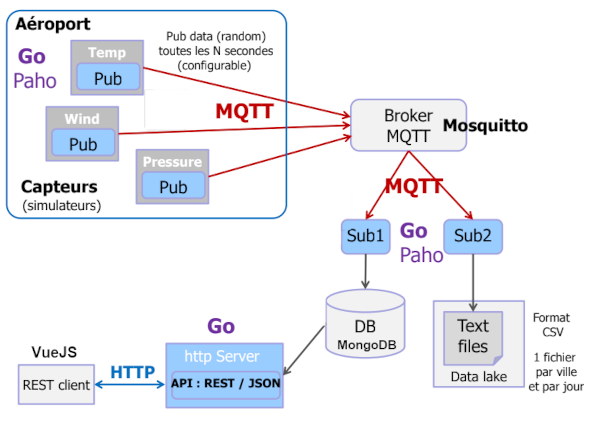 Aéroport
Go
Paho
Temp
Pub
Pub data (random)
toutes les N secondes
(configurable)
Wind
Pub
MQTT
Pressure
Pub
Capteurs
(simulateurs)
Broker
MQTT
Mosquitto
MQTT
Sub1
Go
Paho
Sub2
DB
MongoDB
Text
files
Data lake
Format
CSV
1 fichier
par ville
et par jour
Go
http Server
API : REST / JSON
HTTP
VueJS
REST client